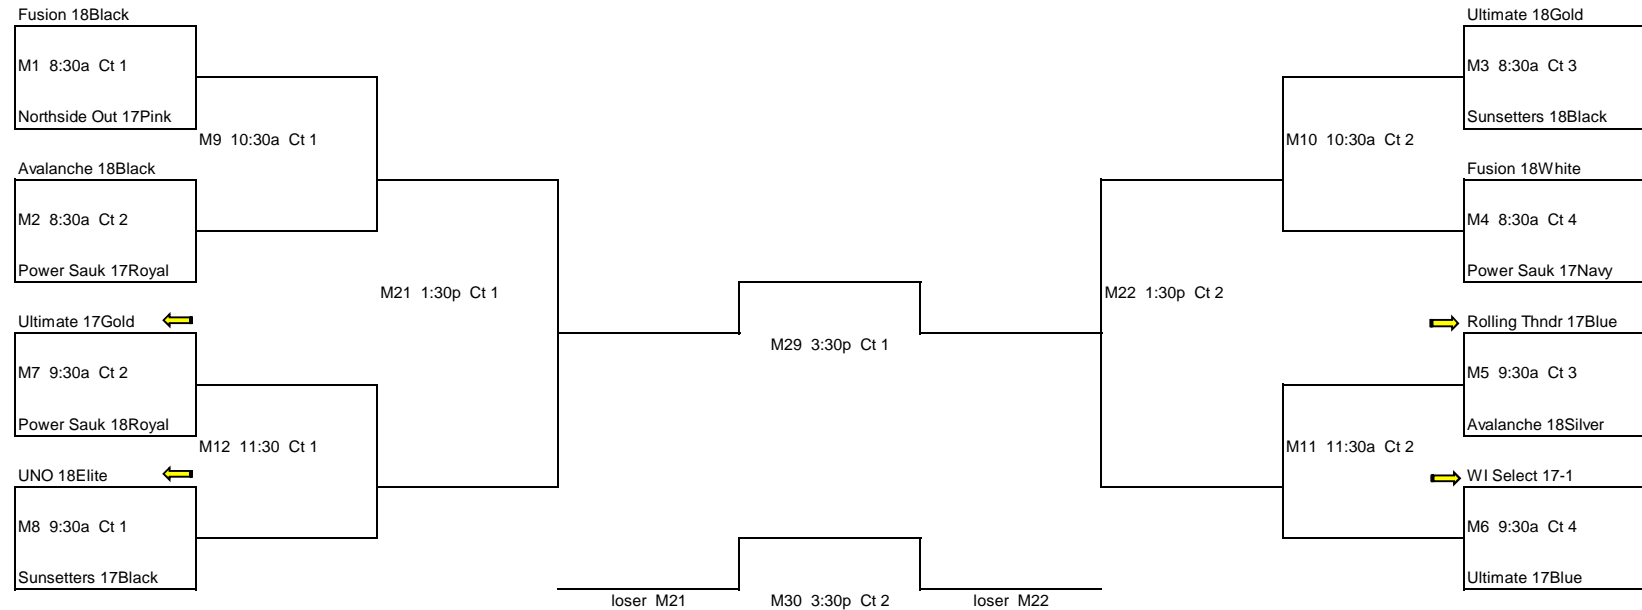 Fusion 18Black
M1 8:30a Ct 1
Northside Out 17Pink
M9 10:30a Ct 1
Avalanche 18Black
M2 8:30a Ct 2
Power Sauk 17Royal
M21 1:30p Ct 1
Ultimate 17Gold
M7 9:30a Ct 2
Power Sauk 18Royal
M12 11:30 Ct 1
UNO 18Elite
M8 9:30a Ct 1
Sunsetters 17Black
M29 3:30p Ct 1
loser M21
M30 3:30p Ct 2
loser M22
Ultimate 18Gold
M3 8:30a Ct 3
Sunsetters 18Black
M10 10:30a Ct 2
Fusion 18White
M4 8:30a Ct 4
Power Sauk 17Navy
M22 1:30p Ct 2
Rolling Thndr 17Blue
M5 9:30a Ct 3
Avalanche 18Silver
M11 11:30a Ct 2
WI Select 17-1
M6 9:30a Ct 4
Ultimate 17Blue